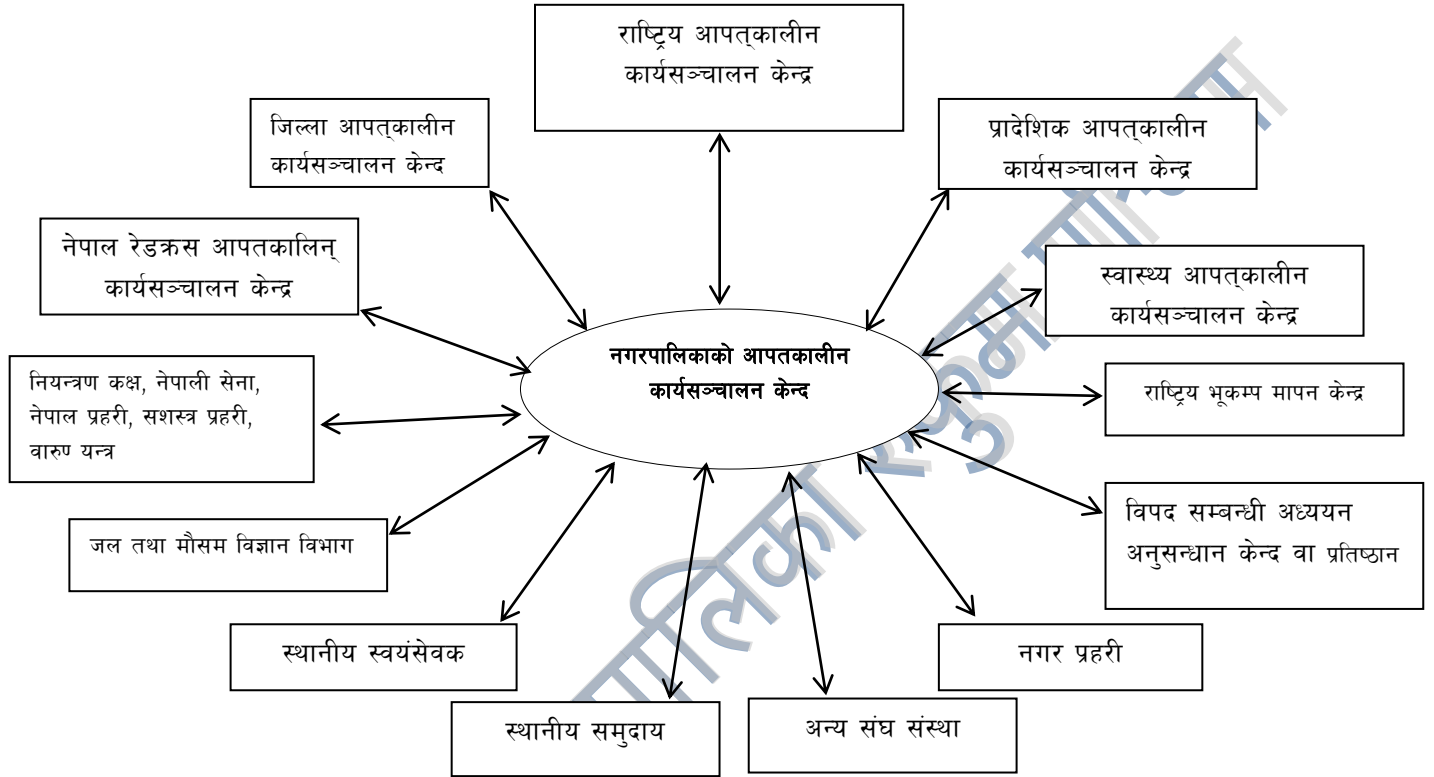 राष्ट्रिय आपत्कालीन
कार्यसञ्चालन केन्द्र
जिल्ला आपत्कालीन
कार्यसञ्चालन केन्द
प्रादेशिक आपत्कालीन
कार्यसञ्चालन केन्द्र
नेपाल रेडक्रस आपतकालिन्
कार्यसञ्चालन केन्द्र
स्वास्थ्य आपत्कालीन
कार्यसञ्चालन केन्द्र
नगरपालिकाको आपतकालीन
कार्यसञ्चालन केन्द
नियन्त्रण कक्ष, नेपाली सेना,
नेपाल प्रहरी, सशस्त्र प्रहरी,
वारुण यन्त्र
राष्ट्रिय भूकम्प मापन केन्द्र
विपद सम्बन्धी अध्ययन
अनुसन्धान केन्द वा प्रतिष्ठान
जल तथा मौसम विज्ञान विभाग
स्थानीय स्वयंसेवक
नगर प्रहरी
स्थानीय समुदाय
अन्य संघ संस्था